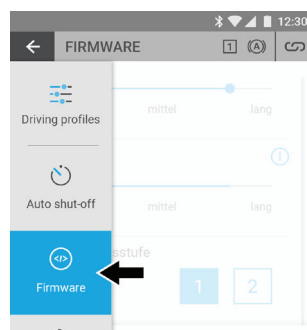 12:30
FIRMWARE
1
(A)
Driving profiles
mittel
lang
i
Auto shut-off
mittel
lang
sstufe
</>
Firmware
1
2